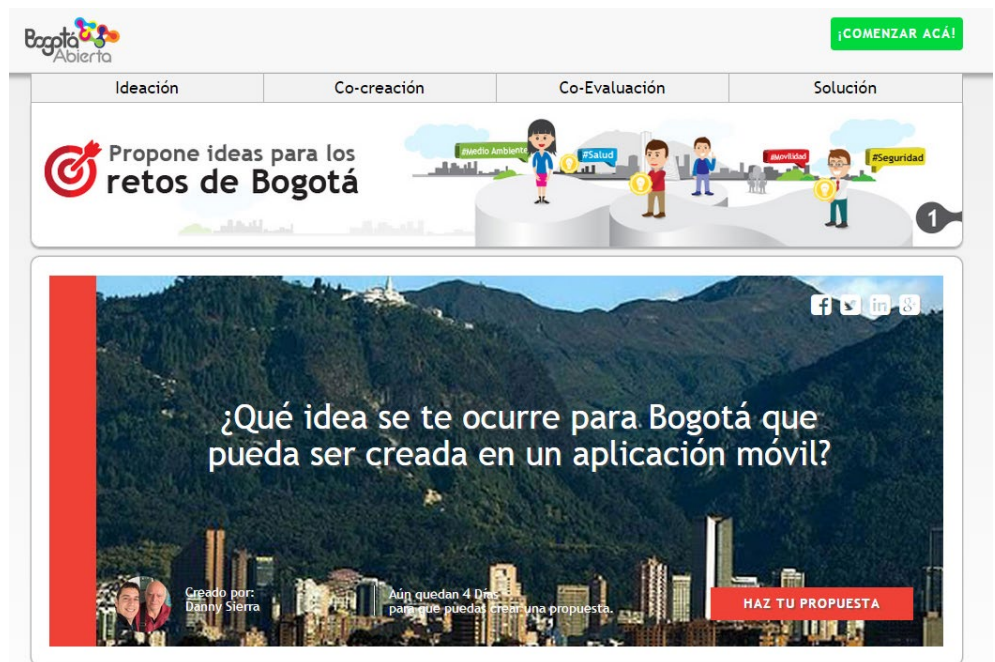 Bogotá
Abierta
¡COMENZAR ACÁ!
Ideación
Co-creación
Co-Evaluación
Solución
Propone ideas para los
retos de Bogotá
#Medio Ambiente
#Salud
#Movilidad
#Seguridad
1
f
in
g
¿Qué idea se te ocurre para Bogotá que
pueda ser creada en un aplicación móvil?
Creado por:
Danny Sierra
Aún quedan 4 Días
para que puedas crear una propuesta.
HAZ TU PROPUESTA